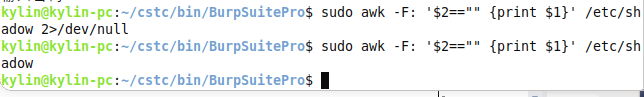 kylin@kylin-pc:~/cstc/bin/BurpSuitePro$ sudo awk -F: '$2=="" {print $1}' /etc/sh
adow 2>/dev/null
kylin@kylin-pc:~/cstc/bin/BurpSuitePro$ sudo awk -F: '$2=="" {print $1}' /etc/sh
adow
kylin@kylin-pc:~/cstc/bin/BurpSuitePro$